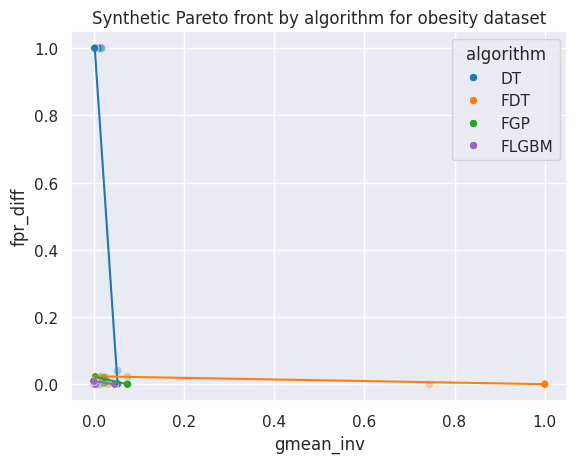 Synthetic Pareto front by algorithm for obesity dataset
algorithm
DT
FDT
FGP
FLGBM
fpr_diff
1.0
0.8
0.6
0.4
0.2
0.0
0.0 0.2 0.4 0.6 0.8 1.0
gmean_inv